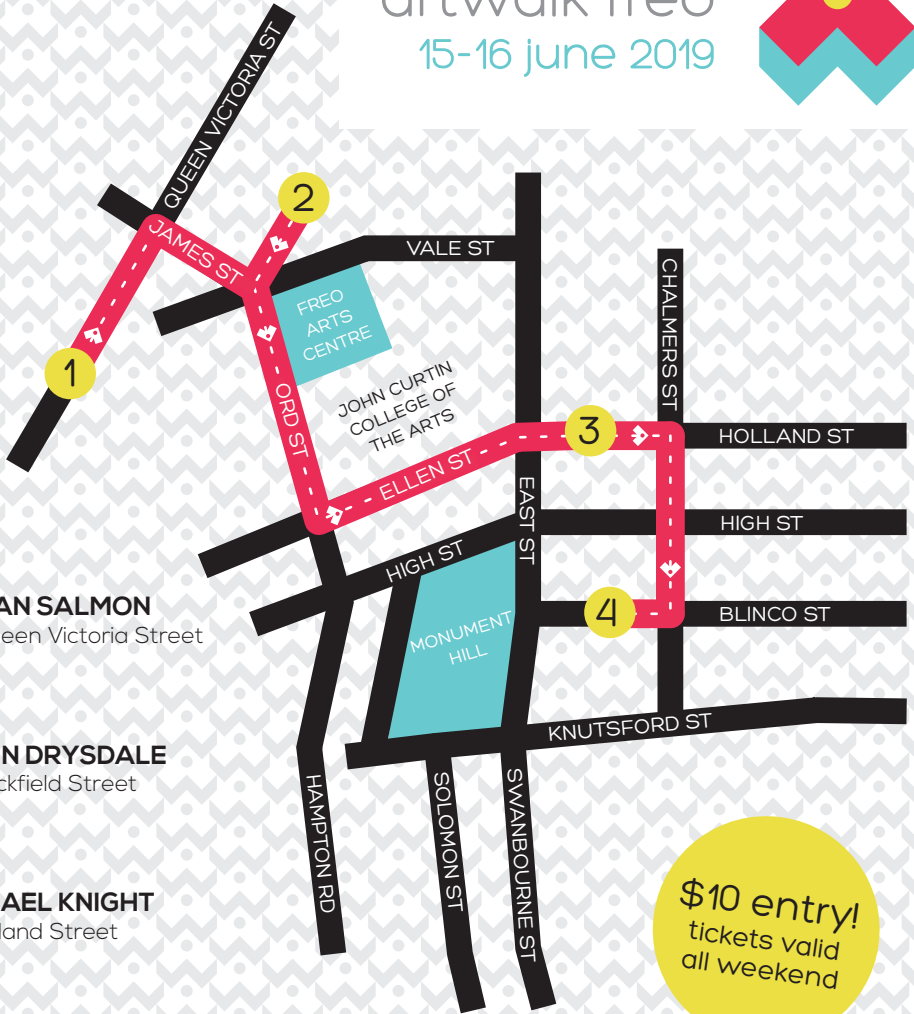 artwalk freo
15-16 june 2019
QUEEN VICTORIA ST
2
JAMES ST
VALE ST
FREO
ARTS
CENTRE
CHALMERS ST
1
JOHN CURTIN
COLLEGE OF
THE ARTS
ORD ST
3
HOLLAND ST
ELLEN ST
EAST ST
HIGH ST
HIGH ST
AN SALMON
een Victoria Street
4
BLINCO ST
MONUMENT
HILL
KNUTSFORD ST
N DRYSDALE
ckfield Street
HAMPTON RD
SOLOMON ST
SWANBOURNE ST
AEL KNIGHT
land Street
$10 entry!
tickets valid
all weekend